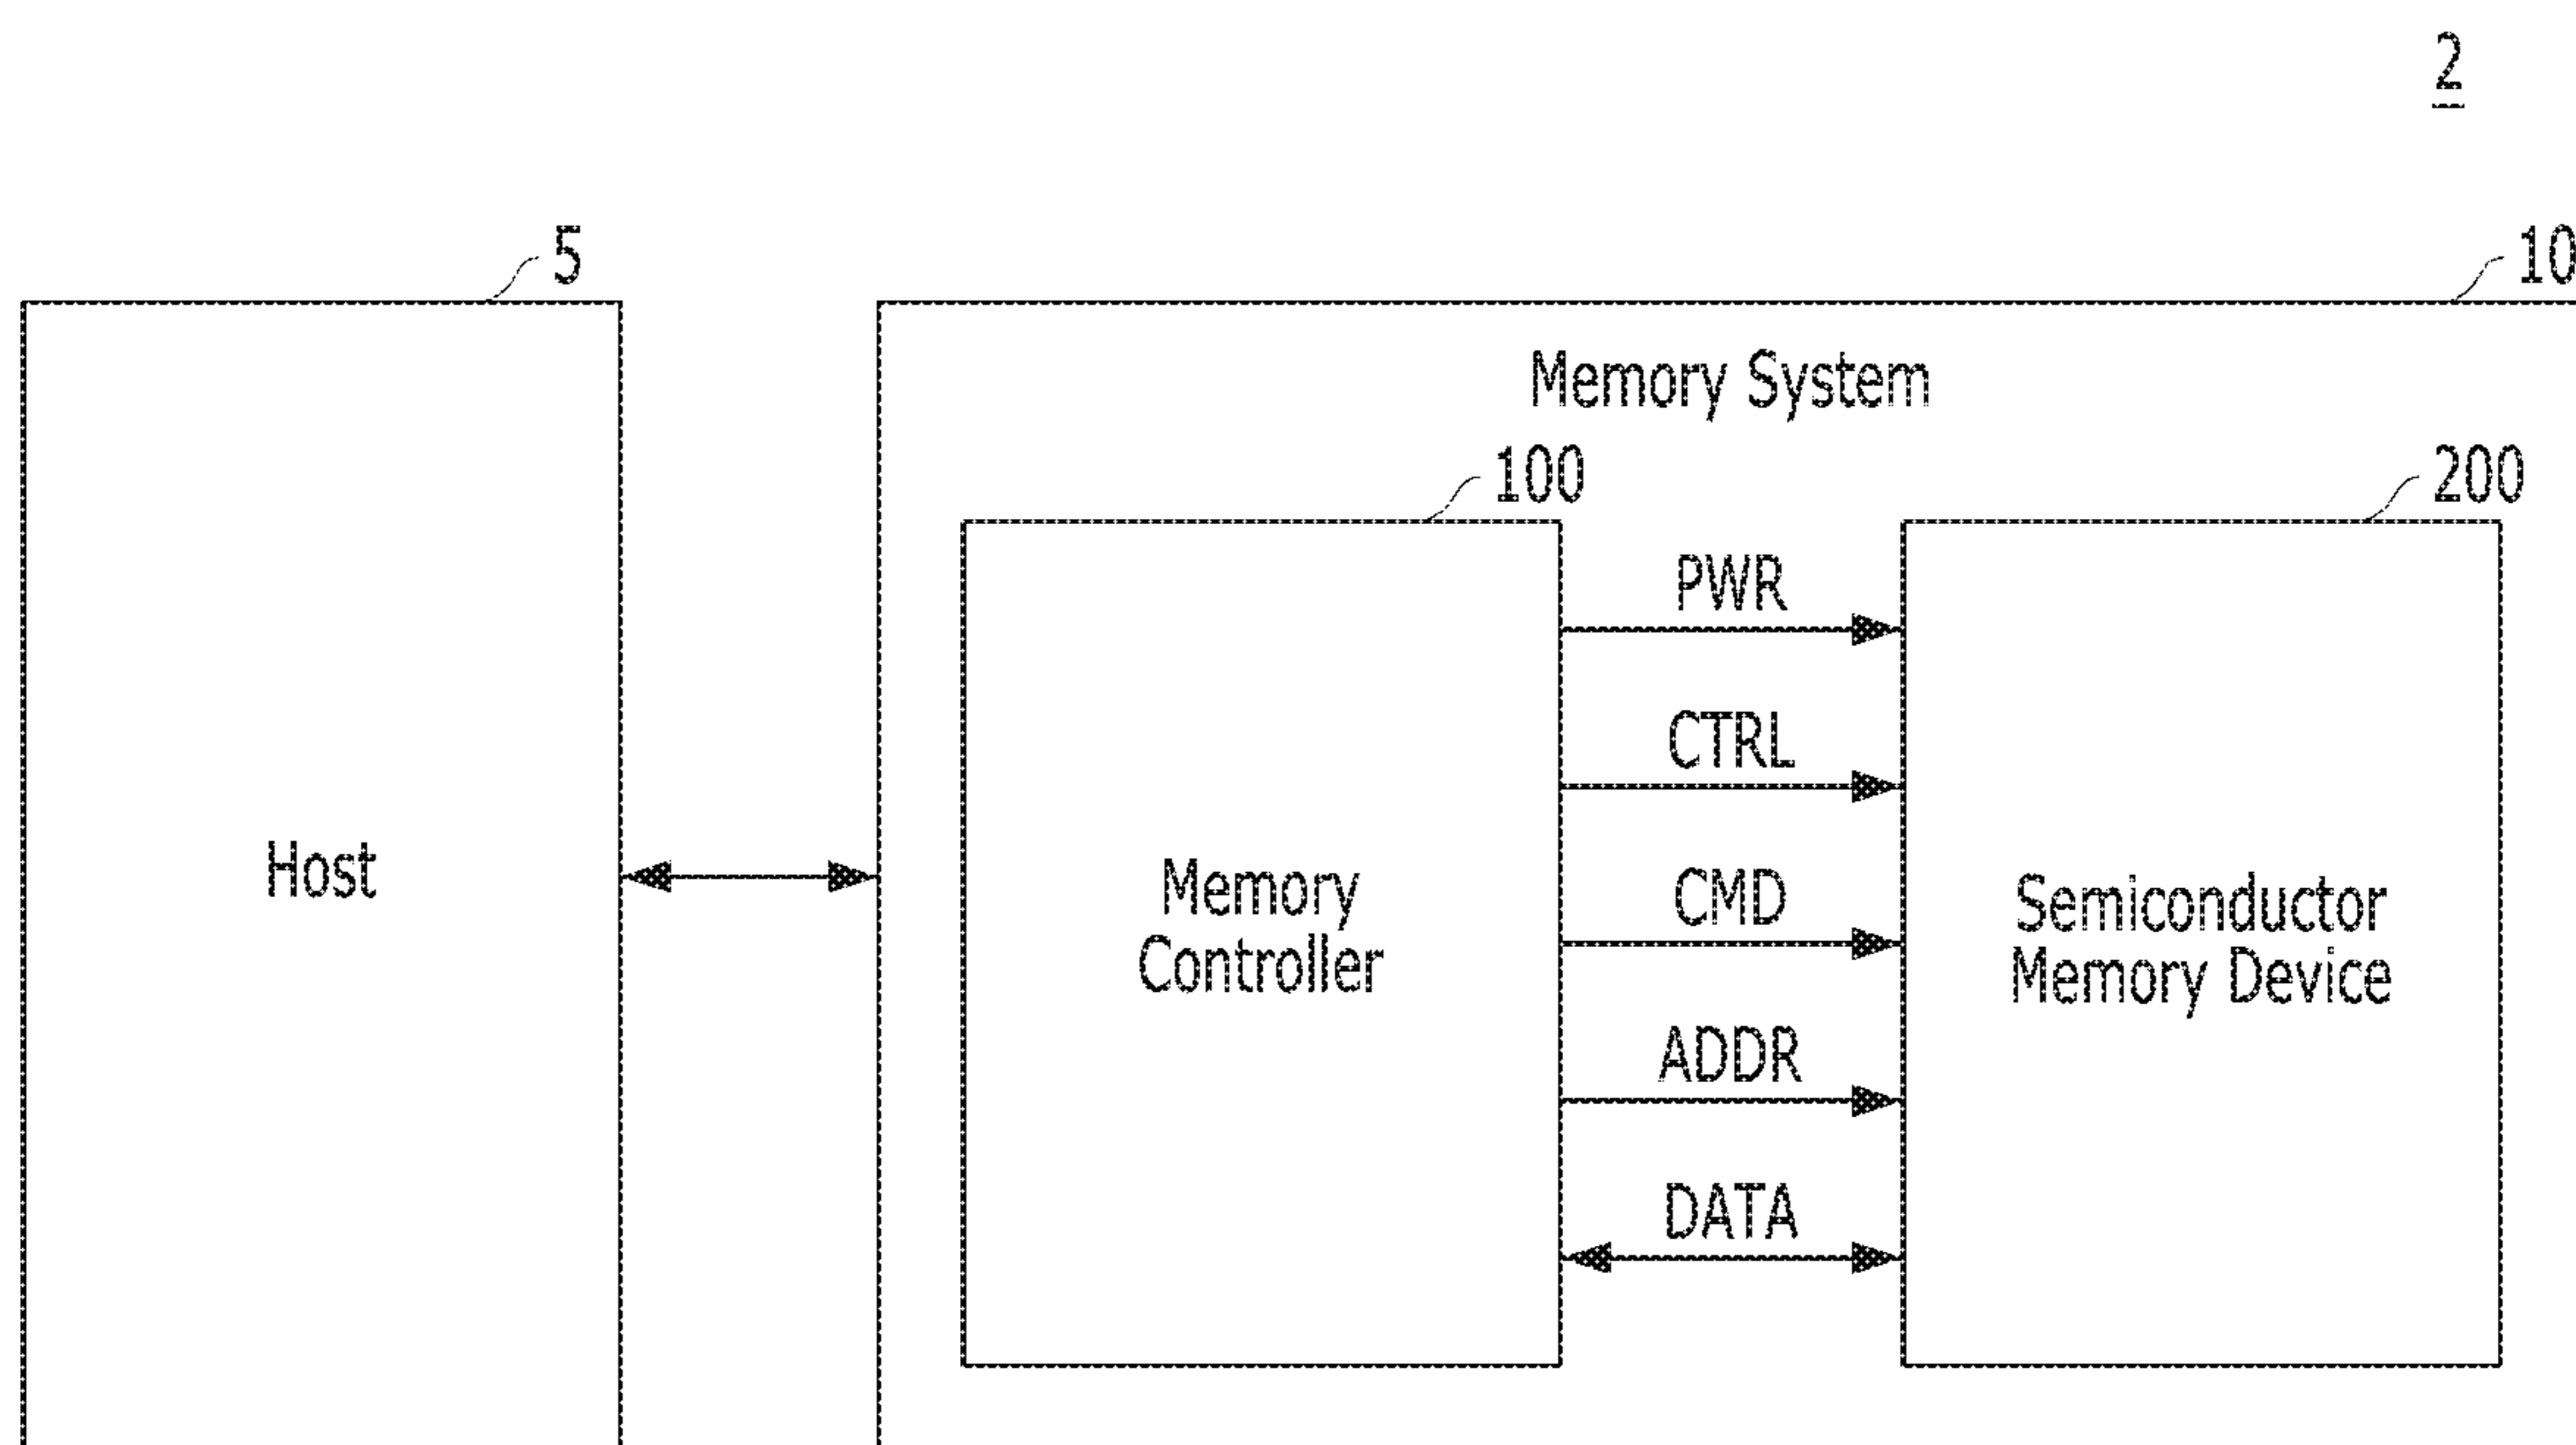 2
5
10
Memory System
100
200
PWR
CTRL
Host
CMD
Memory
Controller
Semiconductor
Memory Device
ADDR
DATA